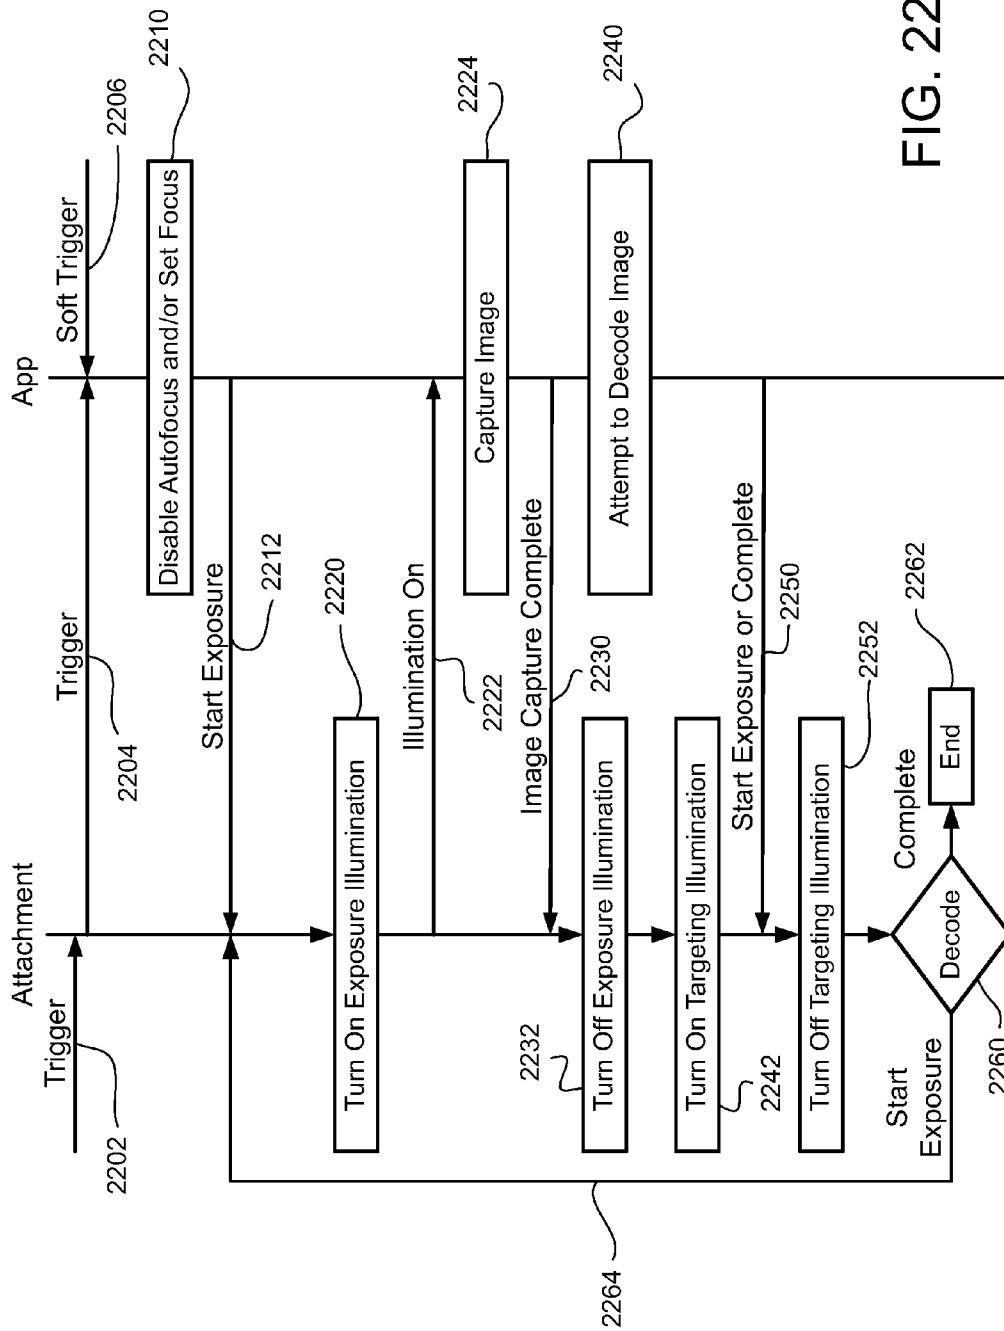 Attachment
App
Trigger
2202
Trigger
2204
Soft Trigger
2206
Disable Autofocus and/or Set Focus
2210
Start Exposure
2212
Turn On Exposure Illumination
2220
Illumination On
2222
Capture Image
2224
Image Capture Complete
2230
Turn Off Exposure Illumination
2232
Attempt to Decode Image
2240
Turn On Targeting Illumination
2242
Start Exposure or Complete
2250
Turn Off Targeting Illumination
2252
Decode
2260
Complete
End
2262
Start
Exposure
2264
FIG. 22